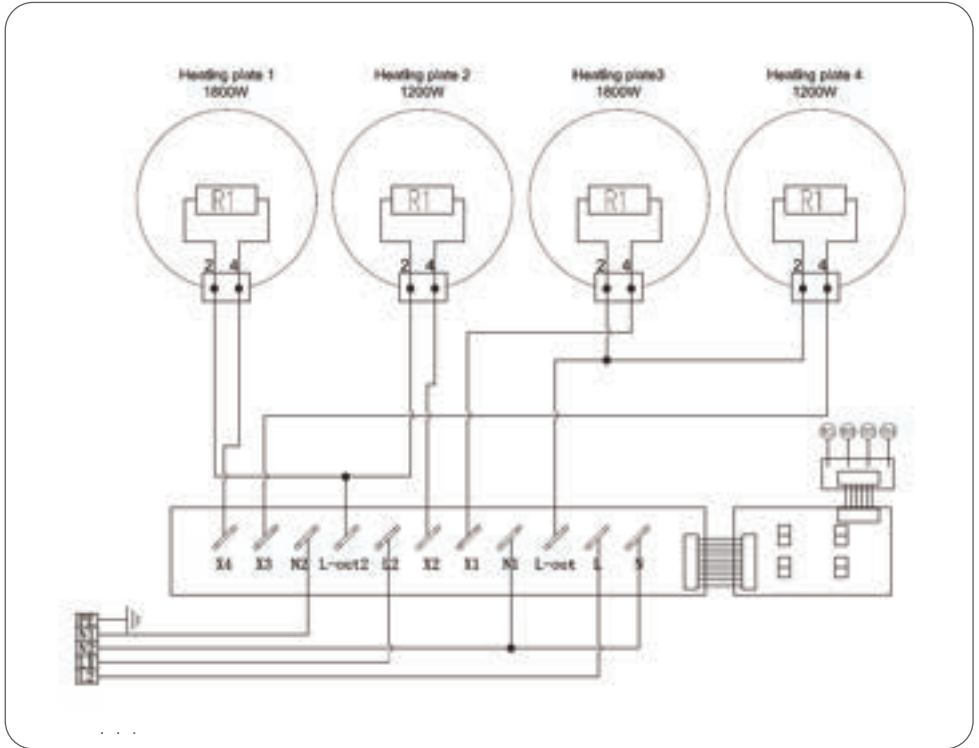 Heating plate 1
1800W
Heating plate 2
1200W
Heating plate3
1800W
Heating plate 4
1200W
R1
R1
R1
R1
2 4
2 4
2 4
2 4
X4 X3 N2 L-out2 L2 X2 X1 N1 L-out L N